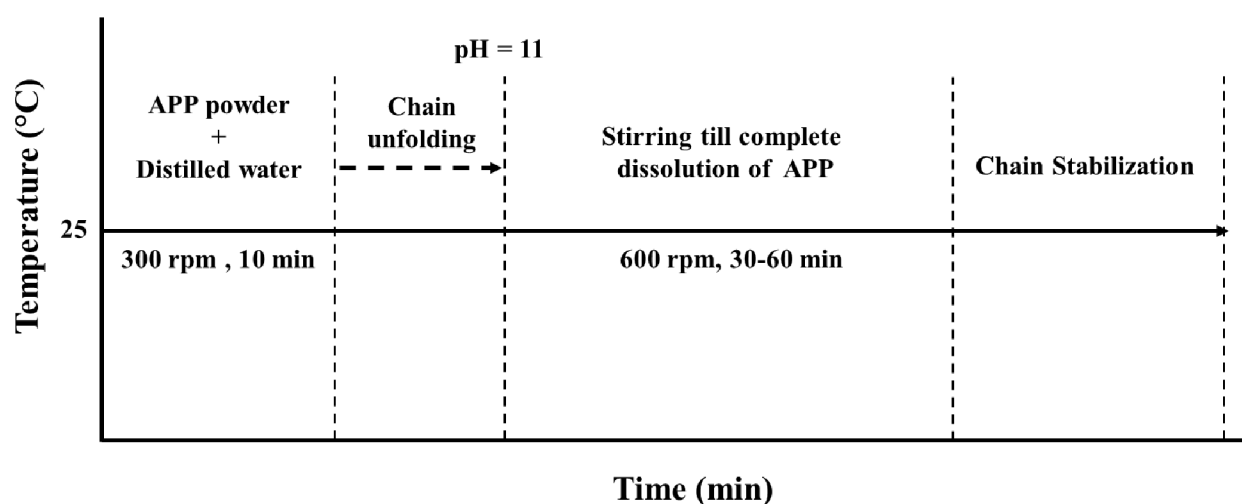 pH = 11
APP powder
+
Distilled water
Chain
unfolding
Stirring till complete
dissolution of APP
Chain Stabilization
Temperature (°C)
25
300 rpm , 10 min
600 rpm, 30-60 min
Time (min)